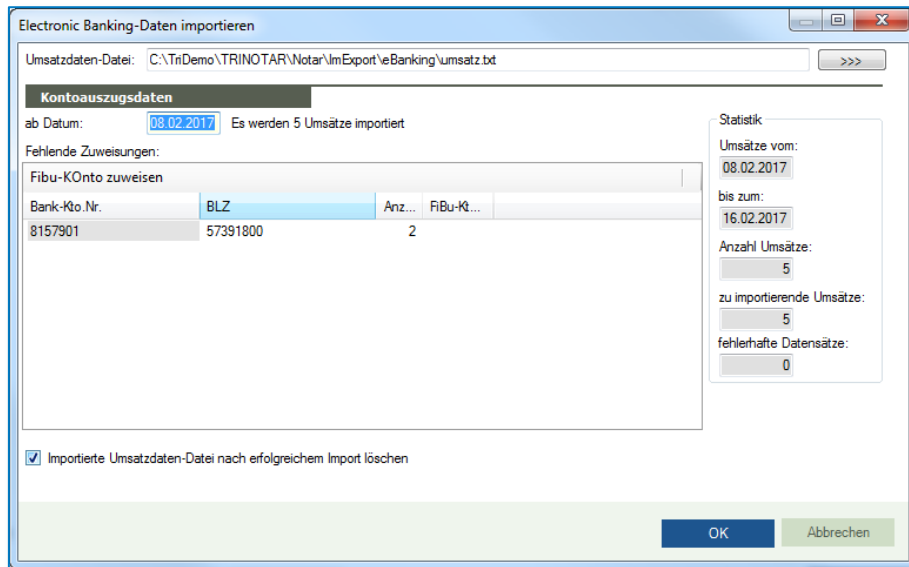 Electronic Banking-Daten importieren
Umsatzdaten-Datei: C:\TriDemo\TRINOTAR\Notar\ImExport\eBanking\umsatz.txt >>>
Kontoauszugsdaten
ab Datum: 08.02.2017 Es werden 5 Umsätze importiert
Fehlende Zuweisungen:
Fibu-KOnto zuweisen
Bank-Kto.Nr. BLZ Anz... FiBu-Kt...
8157901 57391800 2
Statistik
Umsätze vom:
08.02.2017
bis zum:
16.02.2017
Anzahl Umsätze:
5
zu importierende Umsätze:
5
fehlerhafte Datensätze:
0
Importierte Umsatzdaten-Datei nach erfolgreichem Import löschen
OK Abbrechen